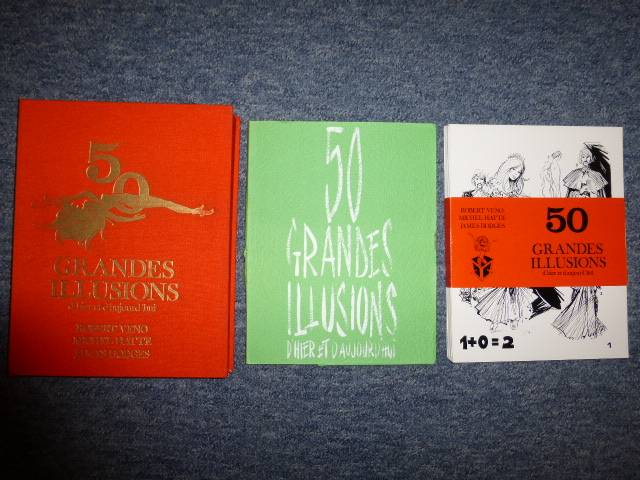 50
GRANDES
ILLUSIONS
d'hier et d'aujourd'hui
ROBERT VENO
MICHEL HATTE
JAMES HODGES
50
GRANDES
ILLUSIONS
D'HIER ET D'AUJOURD'HUI
ROBERT VENO
MICHEL HATTE
JAMES HODGES
50
GRANDES
ILLUSIONS
d'hier et d'aujourd'hui
1+0=2
1